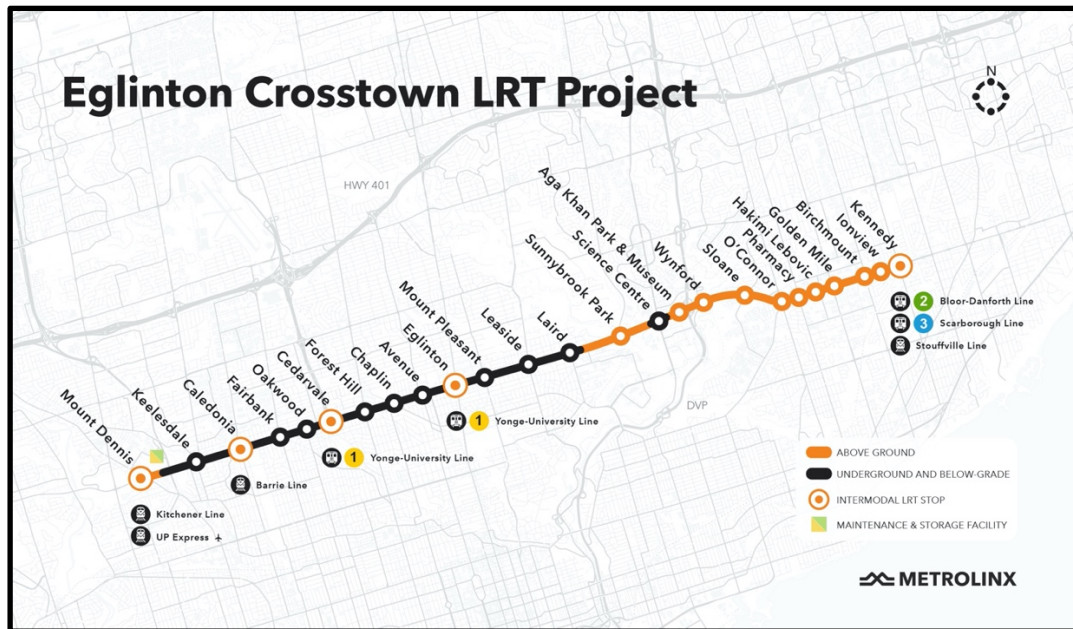 Eglinton Crosstown LRT Project
N
HWY 401
Mount Dennis
Keelesdale
Caledonia
Fairbank
Oakwood
Cedarvale
Forest Hill
Chaplin
Avenue
Eglinton
Mount Pleasant
Leaside
Laird
Sunnybrook Park
Science Centre
Aga Khan Park & Museum
Wynford
Sloane
O'Connor
Pharmacy
Hakimi Lebovic
Golden Mile
Birchmount
Ionview
Kennedy
2 Bloor-Danforth Line
3 Scarborough Line
Stouffville Line
DVP
1 Yonge-University Line
1 Yonge-University Line
Barrie Line
Kitchener Line
UP Express
ABOVE GROUND
UNDERGROUND AND BELOW-GRADE
INTERMODAL LRT STOP
MAINTENANCE & STORAGE FACILITY
METROLINX